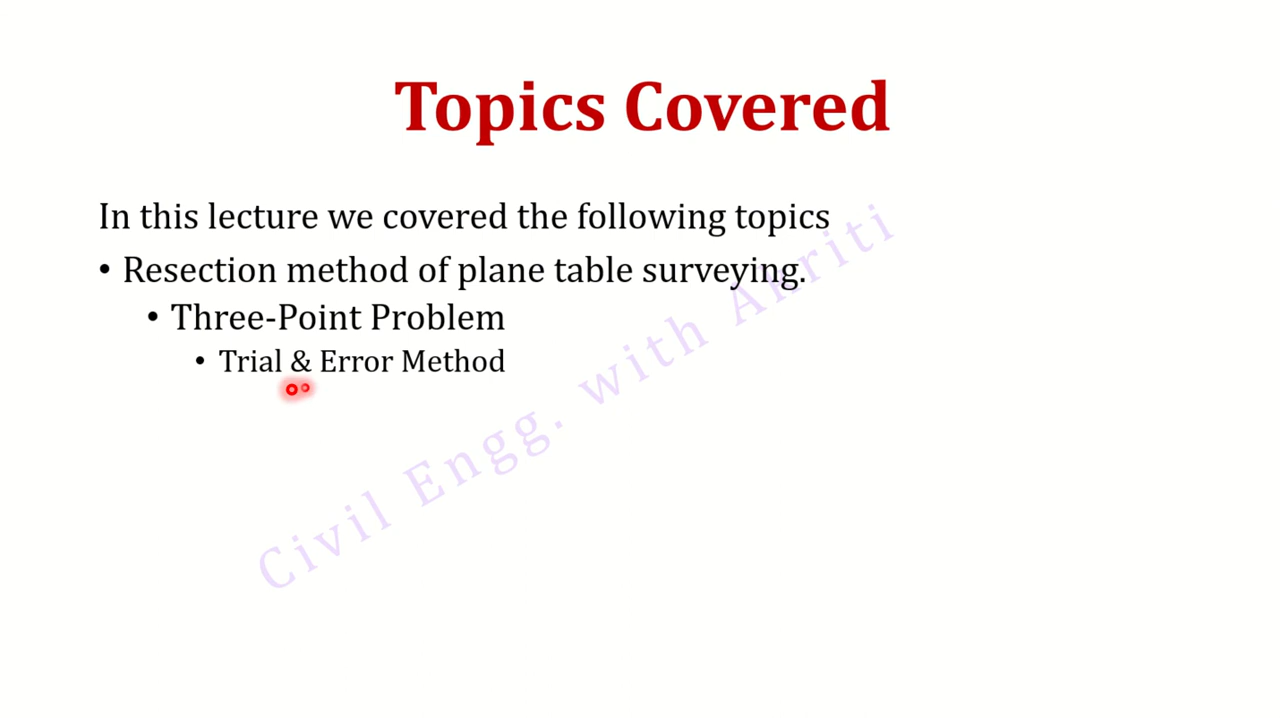 Topics Covered
In this lecture we covered the following topics
• Resection method of plane table surveying.
• Three-Point Problem
• Trial & Error Method
Civil Engg. with Amriti